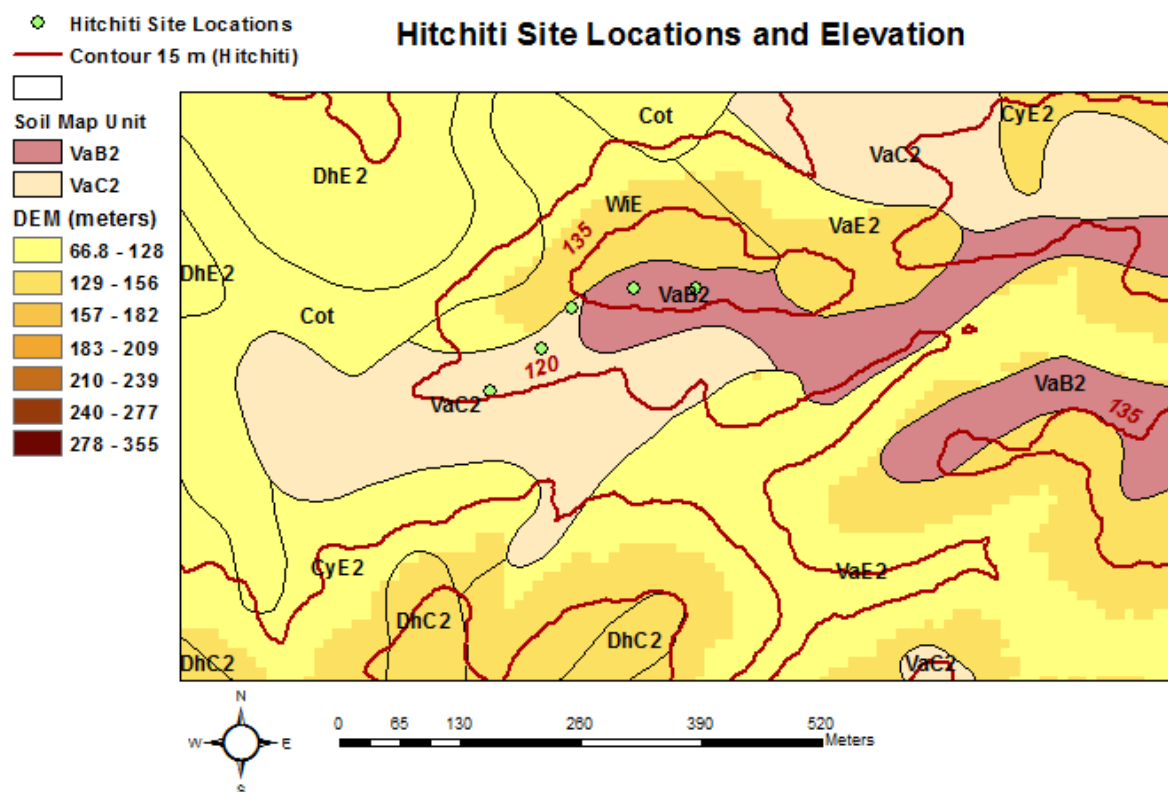 Hitchiti Site Locations and Elevation
Hitchiti Site Locations
Contour 15 m (Hitchiti)
Soil Map Unit
VaB2
VaC2
DEM (meters)
66.8 - 128
129 - 156
157 - 182
183 - 209
210 - 239
240 - 277
278 - 355
Cot
CyE2
VaC2
DhE2
WiE
VaE2
135
DhE2
VaB2
Cot
120
VaB2
VaC2
135
CyE2
VaE2
DhC2
DhC2
DhC2
VaC2
N
W
E
S
0 65 130 260 390 520
Meters